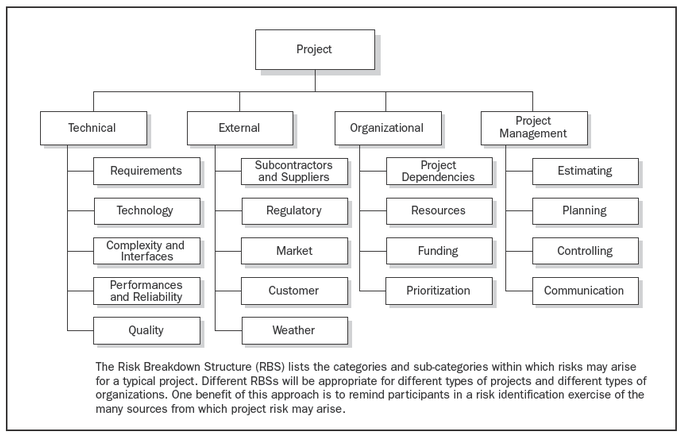 Project
Technical
External
Organizational
Project
Management
Requirements
Technology
Complexity and
Interfaces
Performances
and Reliability
Quality
Subcontractors
and Suppliers
Regulatory
Market
Customer
Weather
Project
Dependencies
Resources
Funding
Prioritization
Estimating
Planning
Controlling
Communication
The Risk Breakdown Structure (RBS) lists the categories and sub-categories within which risks may arise
for a typical project. Different RBSs will be appropriate for different types of projects and different types of
organizations. One benefit of this approach is to remind participants in a risk identification exercise of the
many sources from which project risk may arise.